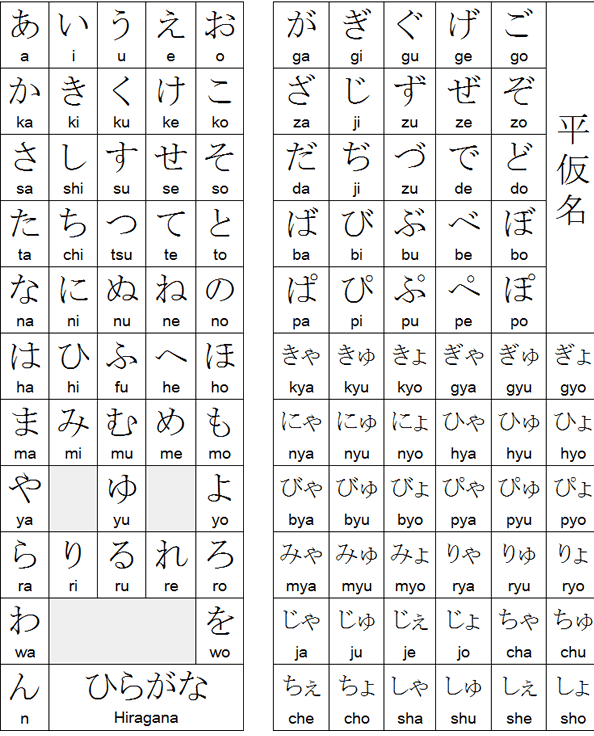 あ い う え お
a i u e o
か き く け こ
ka ki ku ke ko
さ し す せ そ
sa shi su se so
た ち つ て と
ta chi tsu te to
な に ぬ ね の
na ni nu ne no
は ひ ふ へ ほ
ha hi fu he ho
ま み む め も
ma mi mu me mo
や ゆ よ
ya yu yo
ら り る れ ろ
ra ri ru re ro
わ を
wa wo
ん ひらがな
n Hiragana
が ぎ ぐ げ ご
ga gi gu ge go
ざ じ ず ぜ ぞ
za ji zu ze zo
だ ぢ づ で ど
da ji zu de do
ば び ぶ べ ぼ
ba bi bu be bo
ぱ ぴ ぷ ぺ ぽ
pa pi pu pe po
平仮名
きゃ きゅ きょ ぎゃ ぎゅ ぎょ
kya kyu kyo gya gyu gyo
にゃ にゅ にょ ひゃ ひゅ ひょ
nya nyu nyo hya hyu hyo
びゃ びゅ びょ ぴゃ ぴゅ ぴょ
bya byu byo pya pyu pyo
みゃ みゅ みょ りゃ りゅ りょ
mya myu myo rya ryu ryo
じゃ じゅ じぇ じょ ちゃ ちゅ
ja ju je jo cha chu
ちぇ ちょ しゃ しゅ しぇ しょ
che cho sha shu she sho